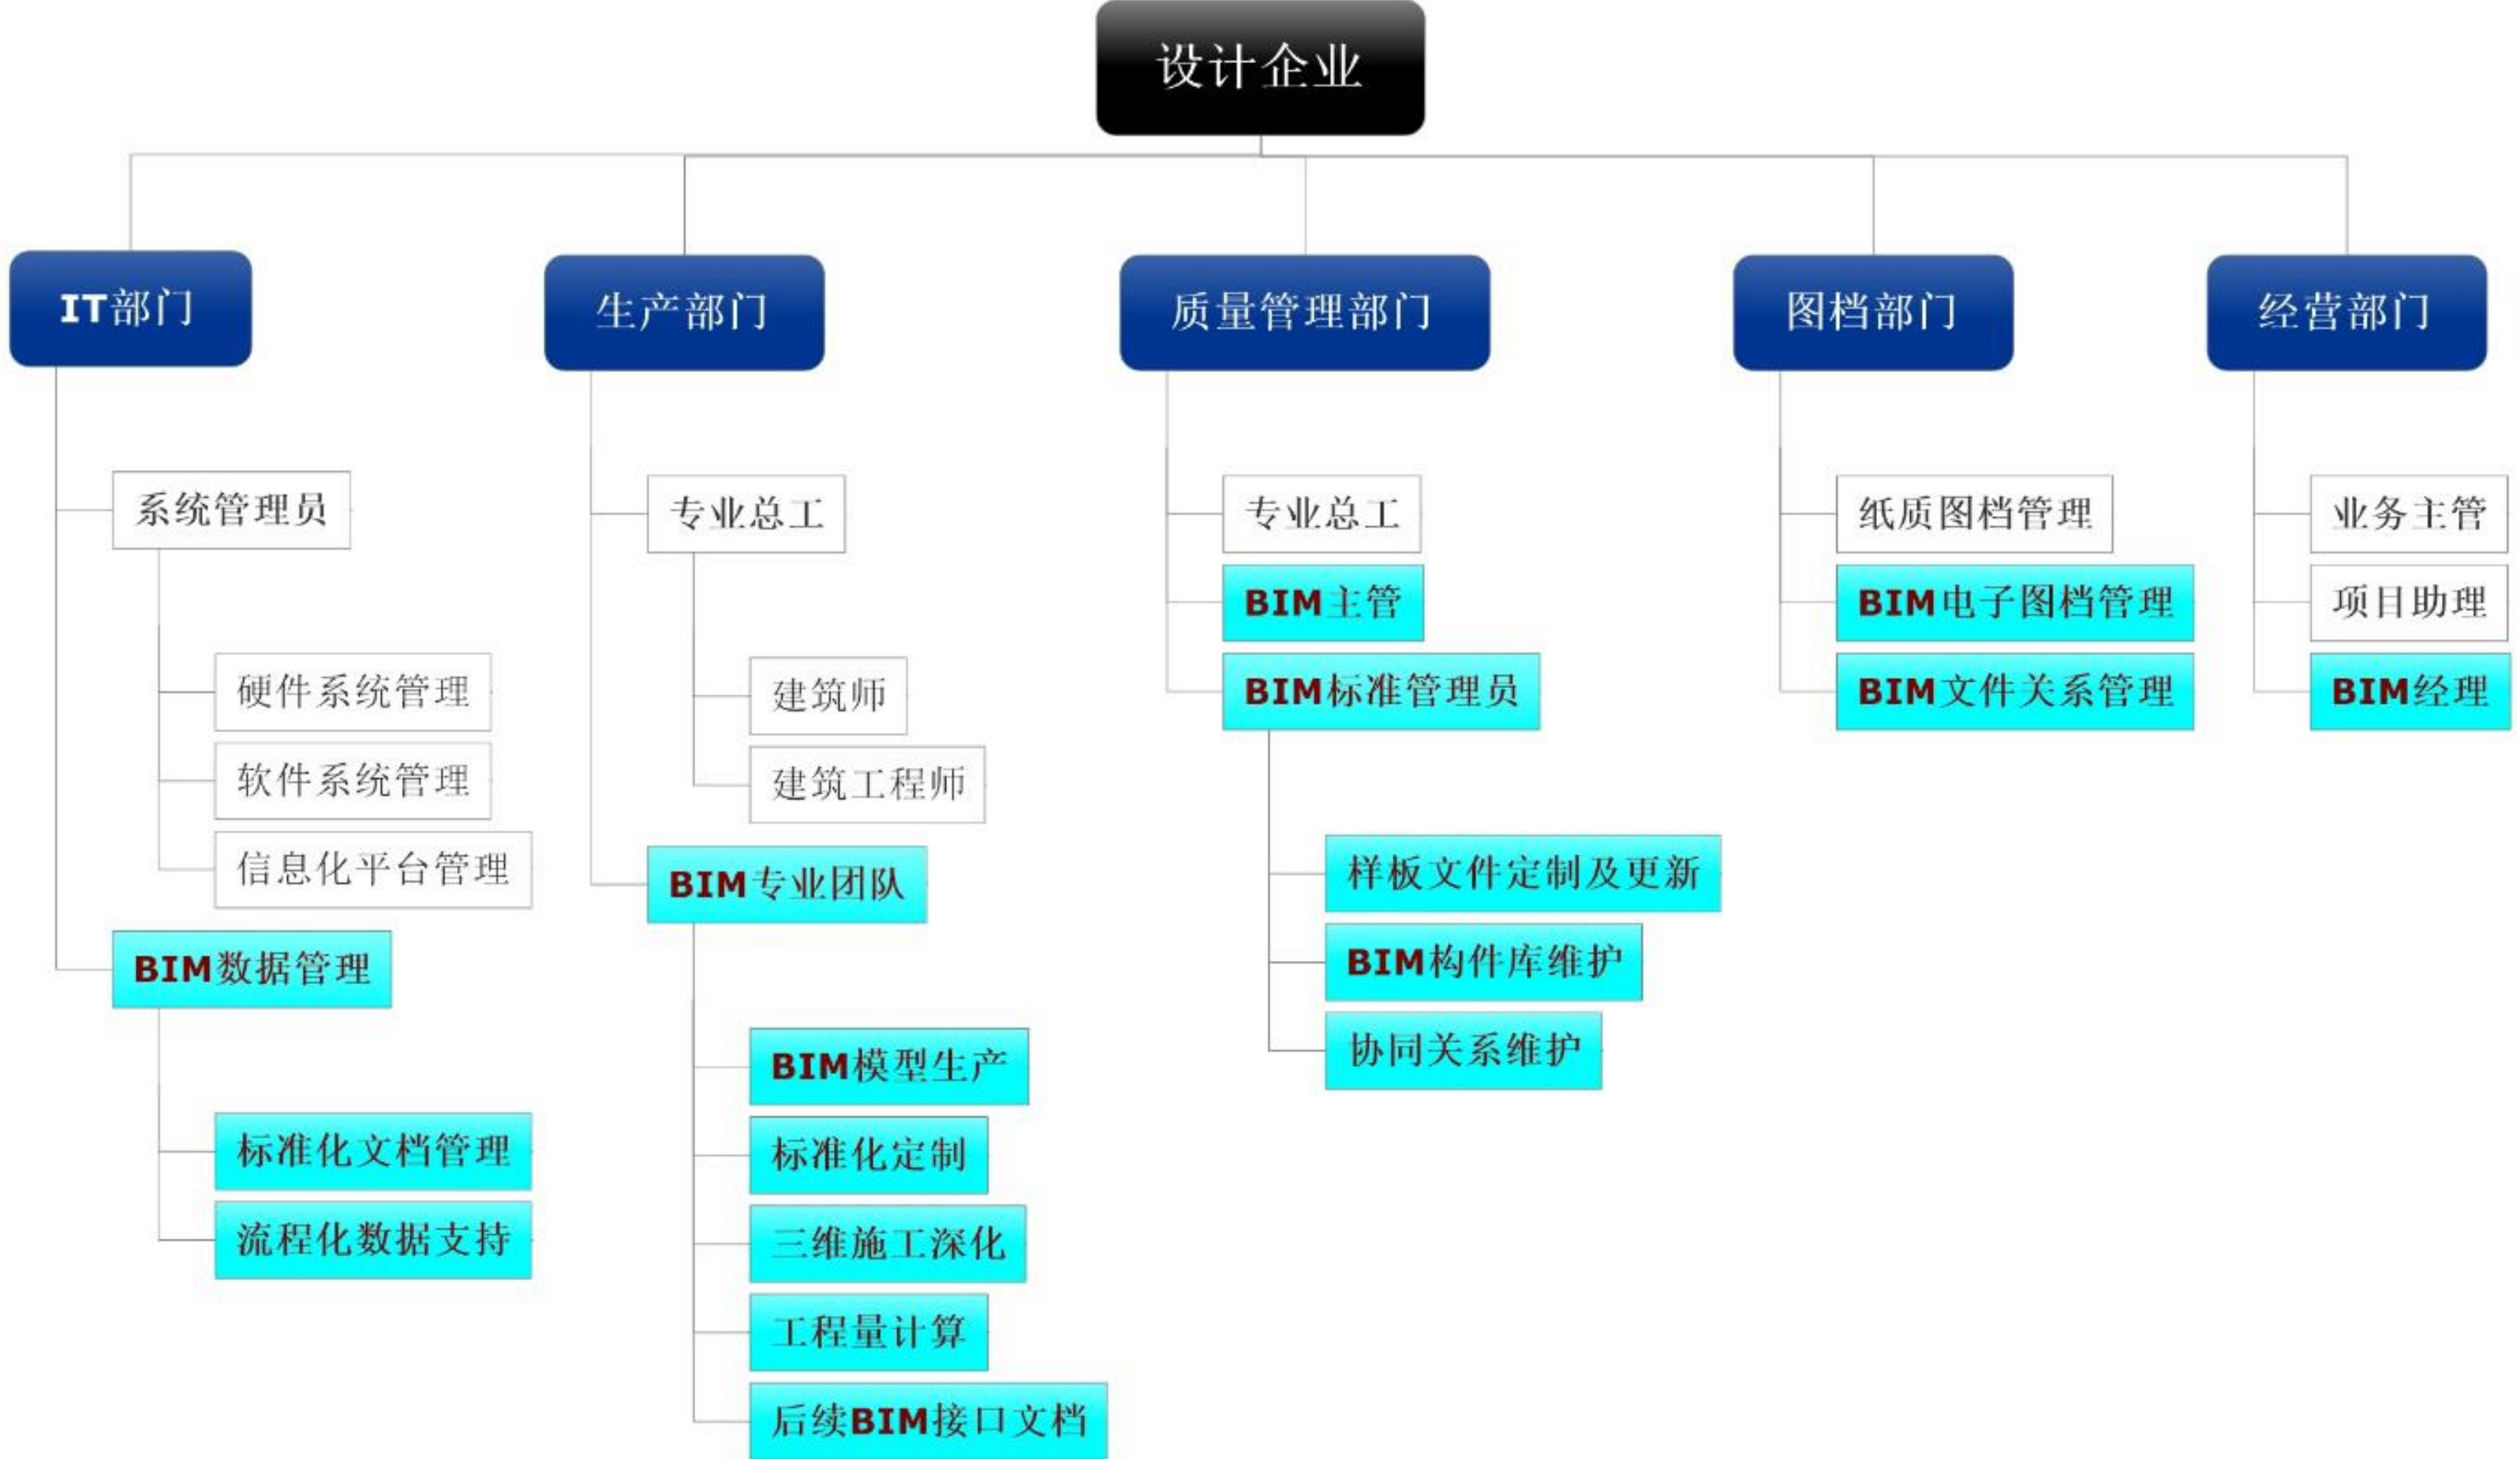 设计企业
IT部门
系统管理员
硬件系统管理
软件系统管理
信息化平台管理
BIM数据管理
标准化文档管理
流程化数据支持
生产部门
专业总工
建筑师
建筑工程师
BIM专业团队
BIM模型生产
标准化定制
三维施工深化
工程量计算
后续BIM接口文档
质量管理部门
专业总工
BIM主管
BIM标准管理员
样板文件定制及更新
BIM构件库维护
协同关系维护
图档部门
纸质图档管理
BIM电子图档管理
BIM文件关系管理
经营部门
业务主管
项目助理
BIM经理